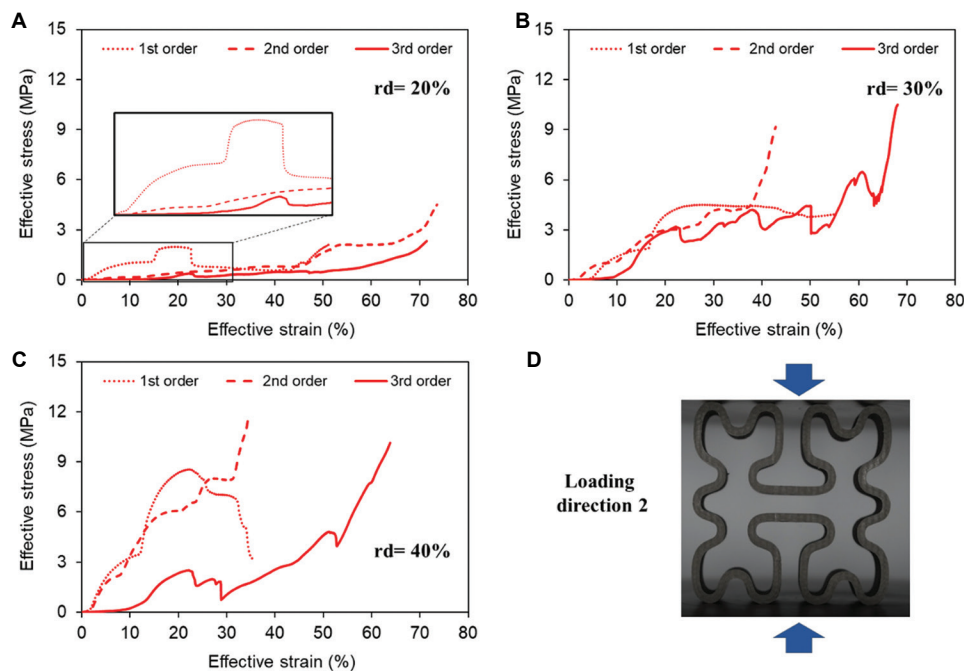 A
15
12
9
6
3
0
Effective stress (MPa)
1st order 2nd order 3rd order
rd= 20%
0 10 20 30 40 50 60 70 80
Effective strain (%)
B
15
12
9
6
3
0
Effective stress (MPa)
1st order 2nd order 3rd order
rd= 30%
0 10 20 30 40 50 60 70 80
Effective strain (%)
C
15
12
9
6
3
0
Effective stress (MPa)
1st order 2nd order 3rd order
rd= 40%
0 10 20 30 40 50 60 70 80
Effective strain (%)
D
Loading
direction 2